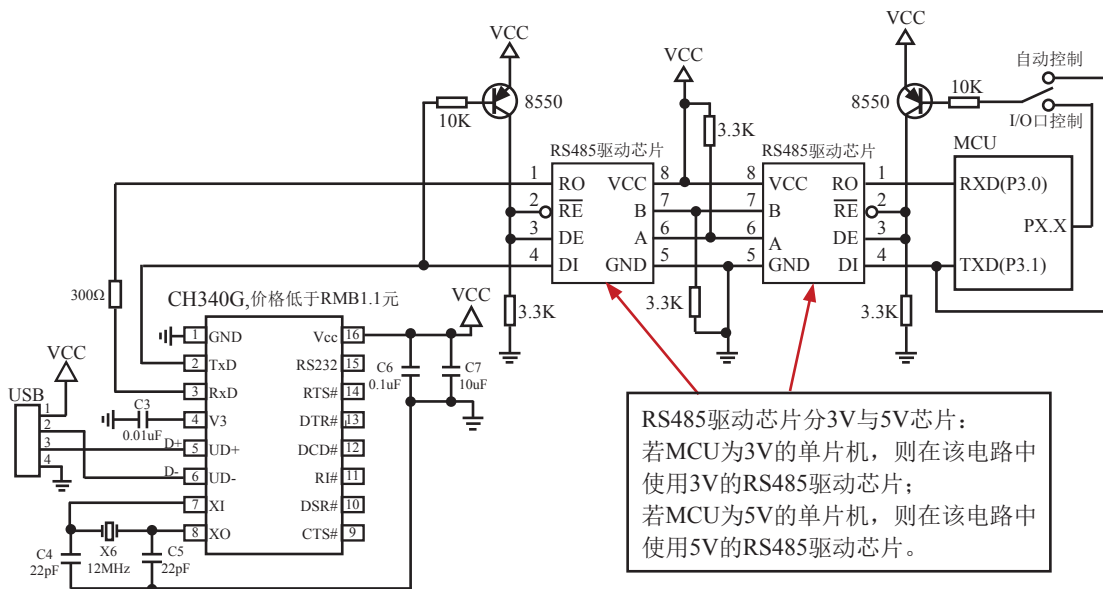 VCC
VCC
VCC
自动控制
8550
10K
3.3K
8550
10K
I/O口控制
RS485驱动芯片
RS485驱动芯片
MCU
1 RO VCC 8
2 RE B 7
3 DE A 6
4 DI GND 5
8 VCC RO 1
7 B RE 2
6 A DE 3
5 GND DI 4
RXD(P3.0)
PX.X
TXD(P3.1)
300Ω
3.3K
3.3K
3.3K
CH340G,价格低于RMB1.1元
VCC
1 GND Vcc 16
2 TxD RS232 15
3 RxD RTS# 14
4 V3 DTR# 13
5 UD+ DCD# 12
6 UD- RI# 11
7 XI DSR# 10
8 XO CTS# 9
C6
0.1uF
C7
10uF
VCC
USB
1
2
3
4
C3
0.01uF
D+
D-
C4
22pF
X6
12MHz
C5
22pF
RS485驱动芯片分3V与5V芯片：
若MCU为3V的单片机，则在该电路中
使用3V的RS485驱动芯片；
若MCU为5V的单片机，则在该电路中
使用5V的RS485驱动芯片。